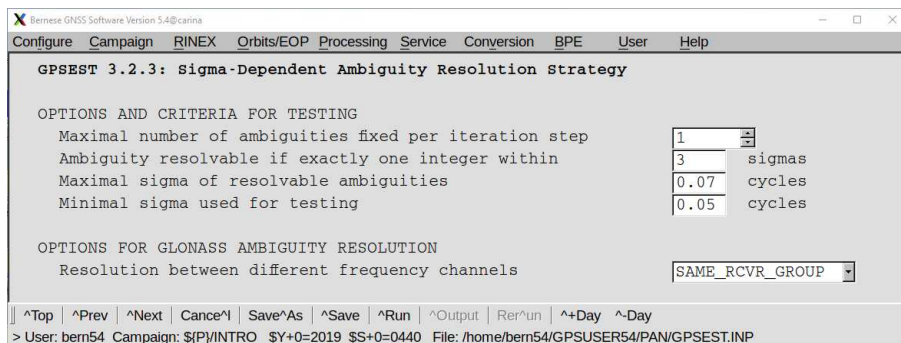 Bernese GNSS Software Version 5.4@carina
Configure Campaign RINEX Orbits/EOP Processing Service Conversion BPE User Help
GPSEST 3.2.3: Sigma-Dependent Ambiguity Resolution Strategy
OPTIONS AND CRITERIA FOR TESTING
Maximal number of ambiguities fixed per iteration step 1
Ambiguity resolvable if exactly one integer within 3 sigmas
Maximal sigma of resolvable ambiguities 0.07 cycles
Minimal sigma used for testing 0.05 cycles
OPTIONS FOR GLONASS AMBIGUITY RESOLUTION
Resolution between different frequency channels SAME_RCVR_GROUP
^Top | ^Prev | ^Next | Cance^l | Save^As | ^Save | ^Run | ^Output | Rer^un | ^+Day ^-Day
> User: bern54 Campaign: ${P}/INTRO $Y+0=2019 $S+0=0440 File: /home/bern54/GPSUSER54/PAN/GPSEST.INP